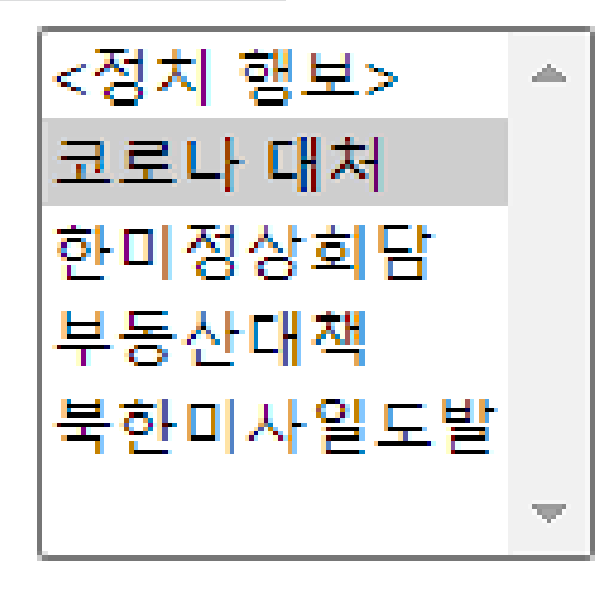 <정치 행보>
코로나 대처
한미정상회담
부동산대책
북한미사일도발